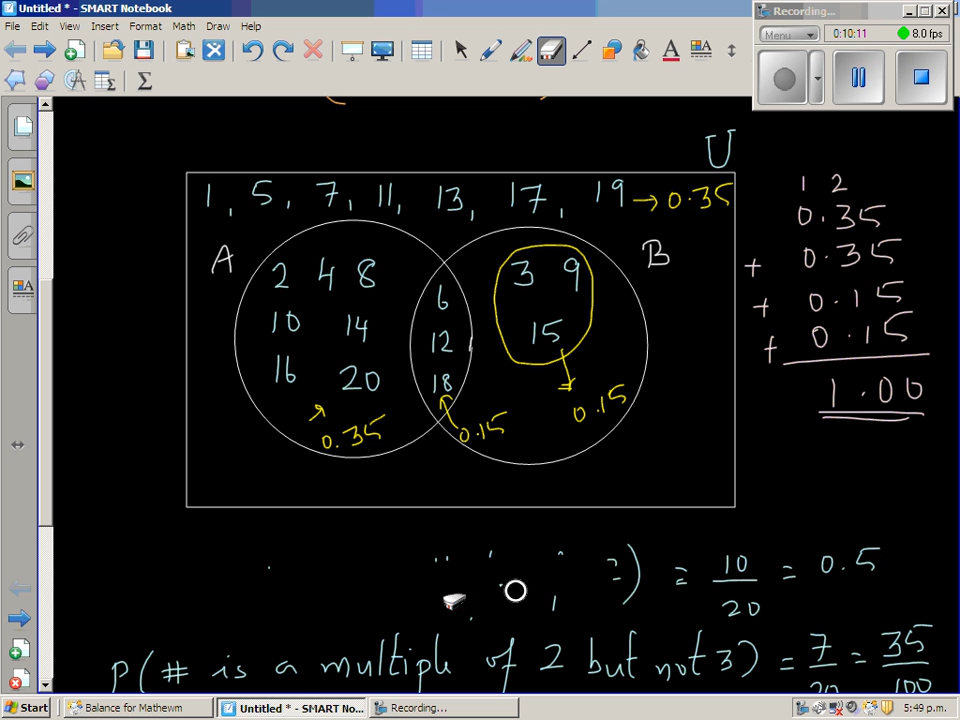 Untitled * - SMART Notebook
File Edit View Insert Format Math Draw Help
Recording...
Menu 0:10:11 8.0 fps
U
1, 5, 7, 11, 13, 17, 19 → 0.35
A
B
2 4 8
10 14
16 20
0.35
6
12
18
0.15
3 9
15
0.15
1 2
0.35
+ 0.35
+ 0.15
+ 0.15
1.00
) = 10/20 = 0.5
P(# is a multiple of 2 but not 3) = 7/20 = 35/100
Start Balance for Mathewm Untitled * - SMART No... Recording... 5:49 p.m.